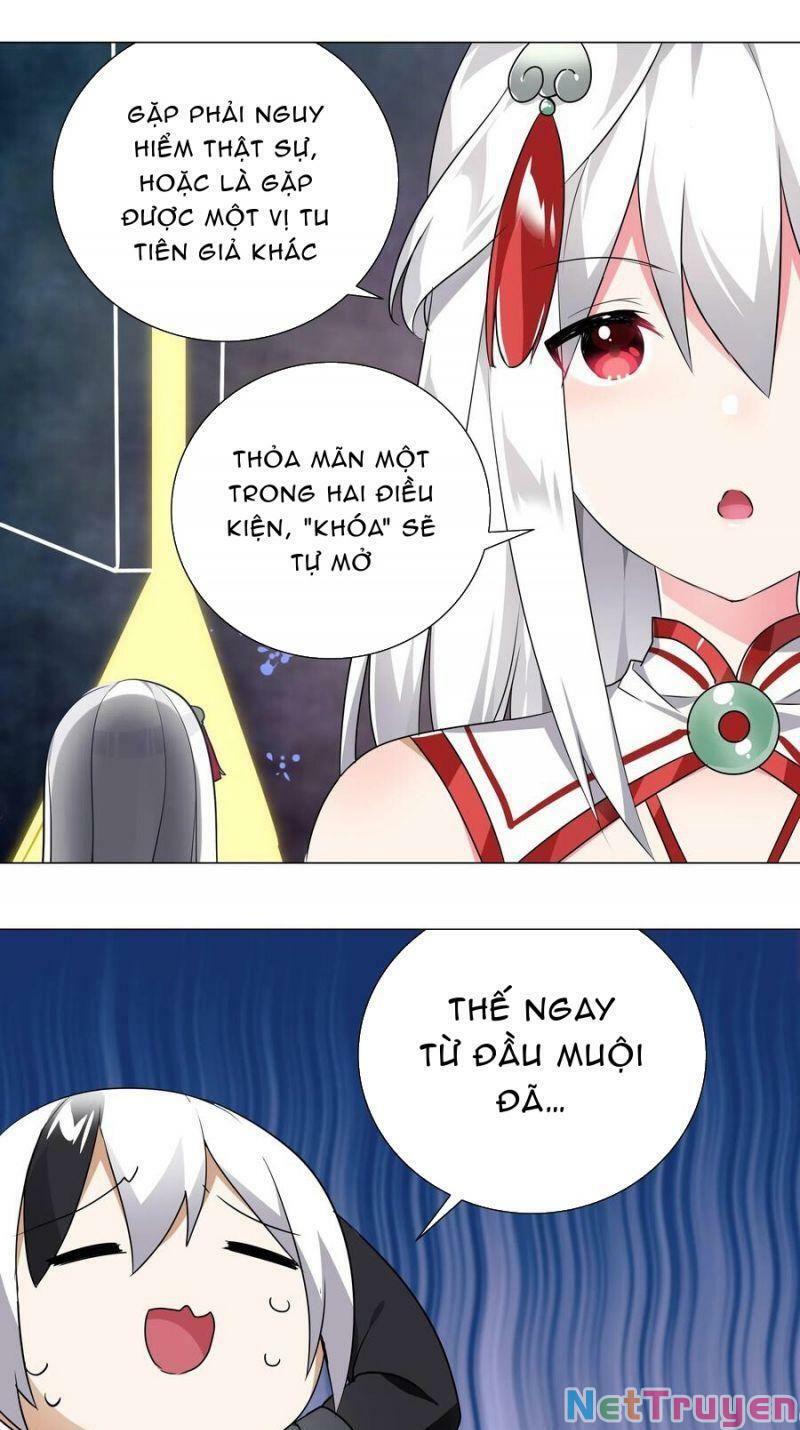 GẶP PHẢI NGUY
HIỂM THẬT SỰ,
HOẶC LÀ GẶP
ĐƯỢC MỘT VỊ TU
TIÊN GIẢ KHÁC
THỎA MÃN MỘT
TRONG HAI ĐIỀU
KIỆN, "KHÓA" SẼ
TỰ MỞ
THẾ NGAY
TỪ ĐẦU MUỘI
ĐÃ...
NETTRUYEN